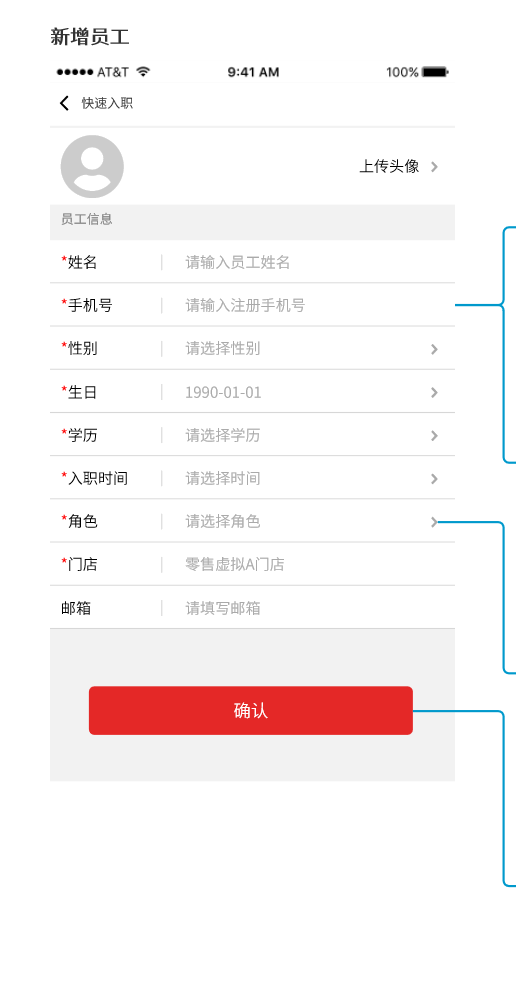 新增员工
●●●●● AT&T 9:41 AM 100%
快速入职
上传头像
员工信息
*姓名 请输入员工姓名
*手机号 请输入注册手机号
*性别 请选择性别
*生日 1990-01-01
*学历 请选择学历
*入职时间 请选择时间
*角色 请选择角色
*门店 零售虚拟A门店
邮箱 请填写邮箱
确认